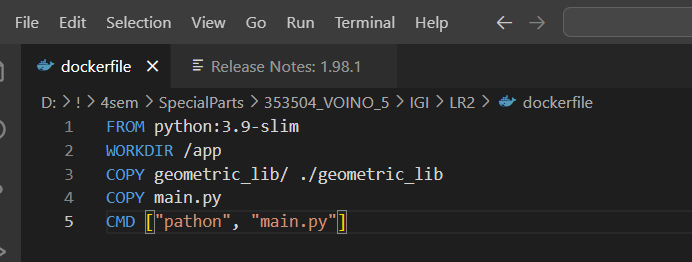 File Edit Selection View Go Run Terminal Help
dockerfile Release Notes: 1.98.1
D: > ! > 4sem > SpecialParts > 353504_VOINO_5 > IGI > LR2 > dockerfile
1 FROM python:3.9-slim
2 WORKDIR /app
3 COPY geometric_lib/ ./geometric_lib
4 COPY main.py
5 CMD ["pathon", "main.py"]